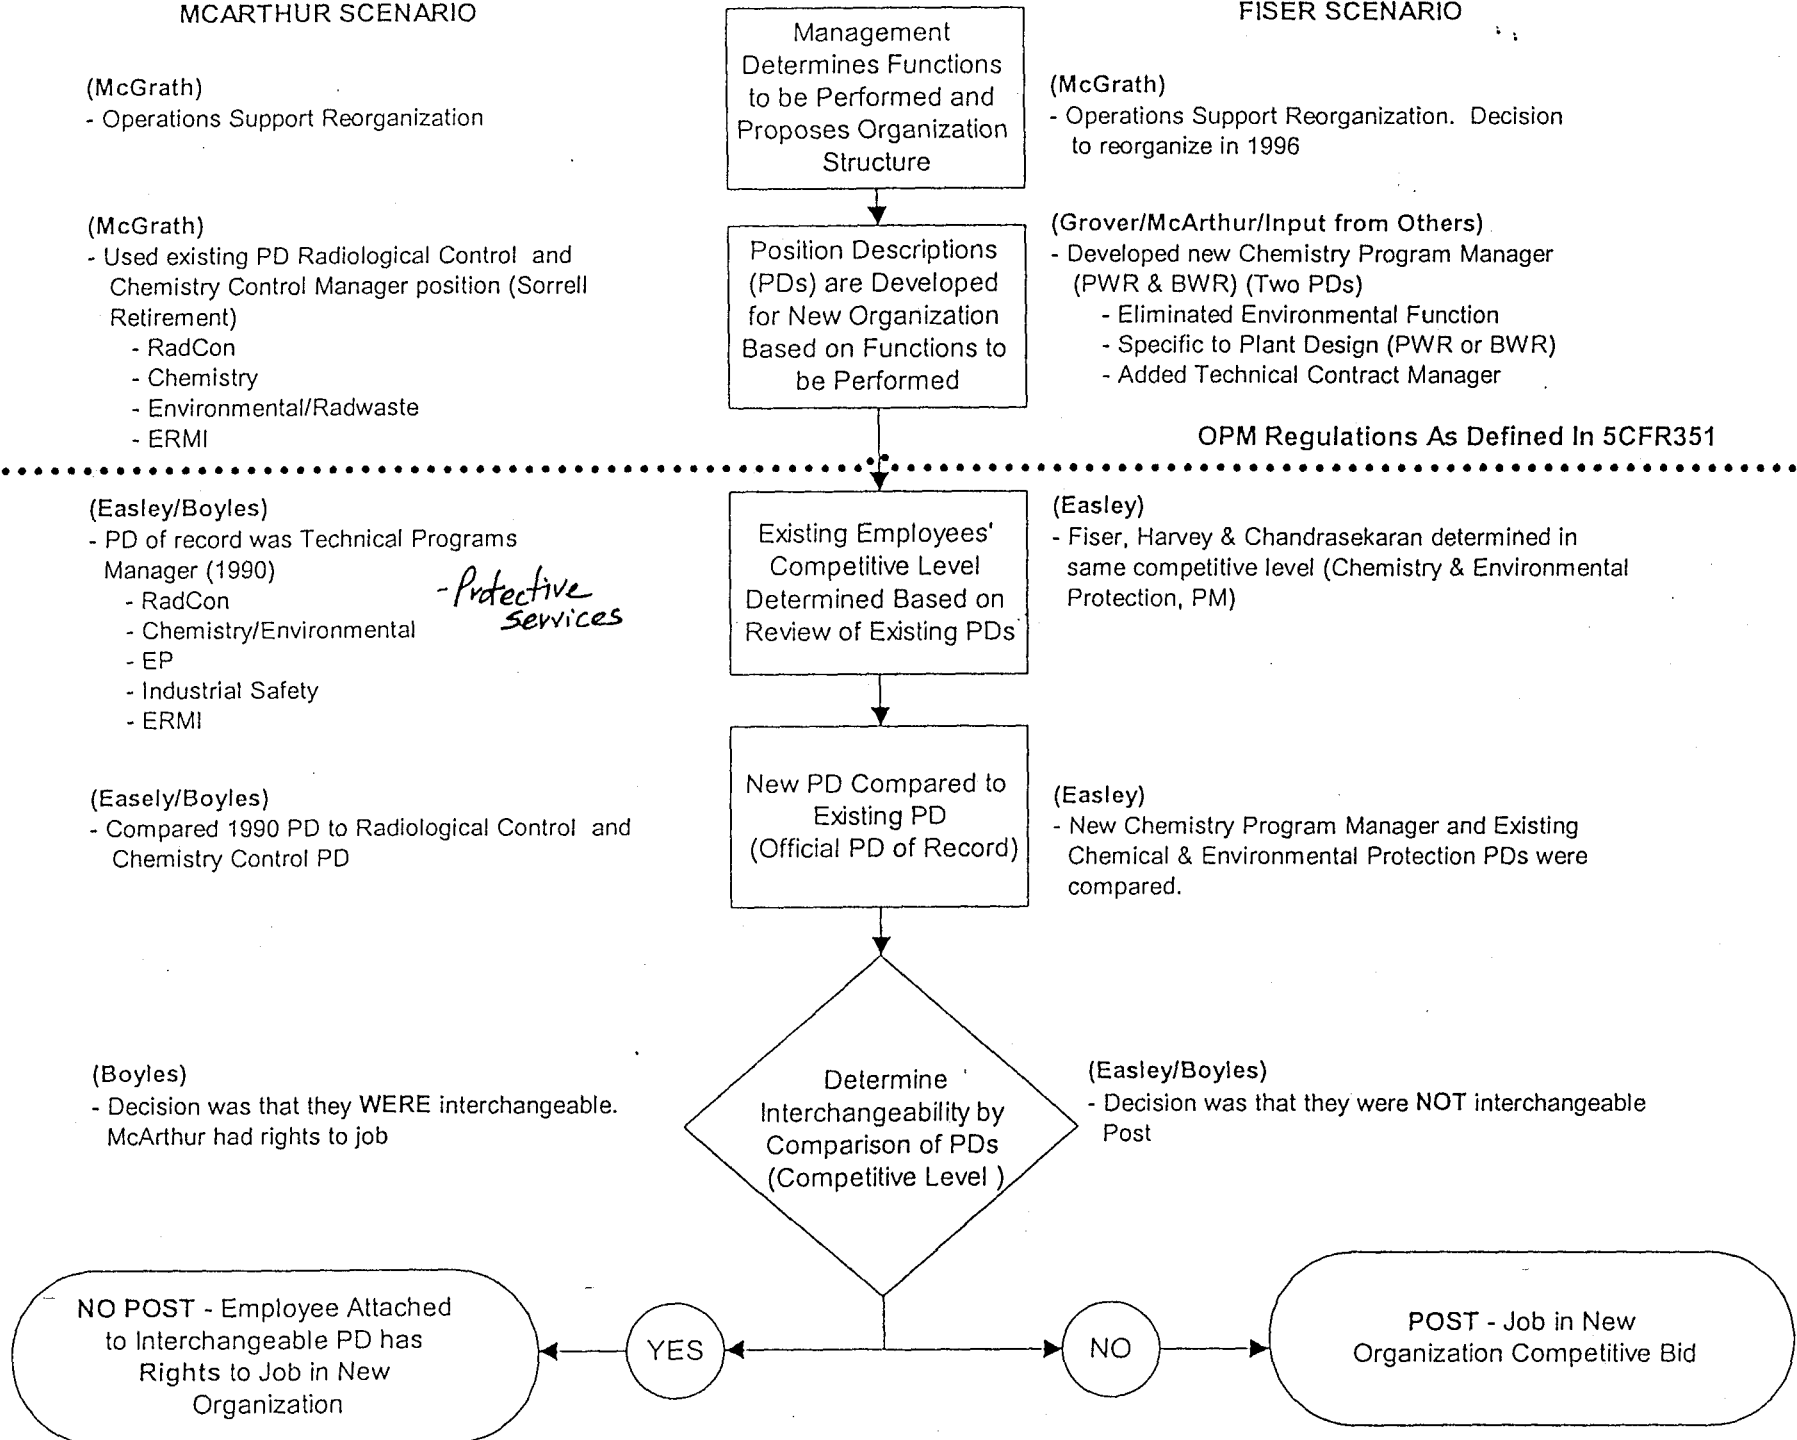 MCARTHUR SCENARIO
FISER SCENARIO
Management
Determines Functions
to be Performed and
Proposes Organization
Structure
(McGrath)
- Operations Support Reorganization
(McGrath)
- Operations Support Reorganization. Decision
to reorganize in 1996
(McGrath)
- Used existing PD Radiological Control and
Chemistry Control Manager position (Sorrell
Retirement)
- RadCon
- Chemistry
- Environmental/Radwaste
- ERMI
Position Descriptions
(PDs) are Developed
for New Organization
Based on Functions to
be Performed
(Grover/McArthur/Input from Others)
- Developed new Chemistry Program Manager
(PWR & BWR) (Two PDs)
- Eliminated Environmental Function
- Specific to Plant Design (PWR or BWR)
- Added Technical Contract Manager
OPM Regulations As Defined In 5CFR351
(Easley/Boyles)
- PD of record was Technical Programs
Manager (1990)
- RadCon
- Chemistry/Environmental
- EP
- Industrial Safety
- ERMI
- Protective
services
Existing Employees'
Competitive Level
Determined Based on
Review of Existing PDs
(Easley)
- Fiser, Harvey & Chandrasekaran determined in
same competitive level (Chemistry & Environmental
Protection, PM)
(Easely/Boyles)
- Compared 1990 PD to Radiological Control and
Chemistry Control PD
New PD Compared to
Existing PD
(Official PD of Record)
(Easley)
- New Chemistry Program Manager and Existing
Chemical & Environmental Protection PDs were
compared.
(Boyles)
- Decision was that they WERE interchangeable.
McArthur had rights to job
Determine
Interchangeability by
Comparison of PDs
(Competitive Level )
(Easley/Boyles)
- Decision was that they were NOT interchangeable
Post
NO POST - Employee Attached
to Interchangeable PD has
Rights to Job in New
Organization
YES
NO
POST - Job in New
Organization Competitive Bid